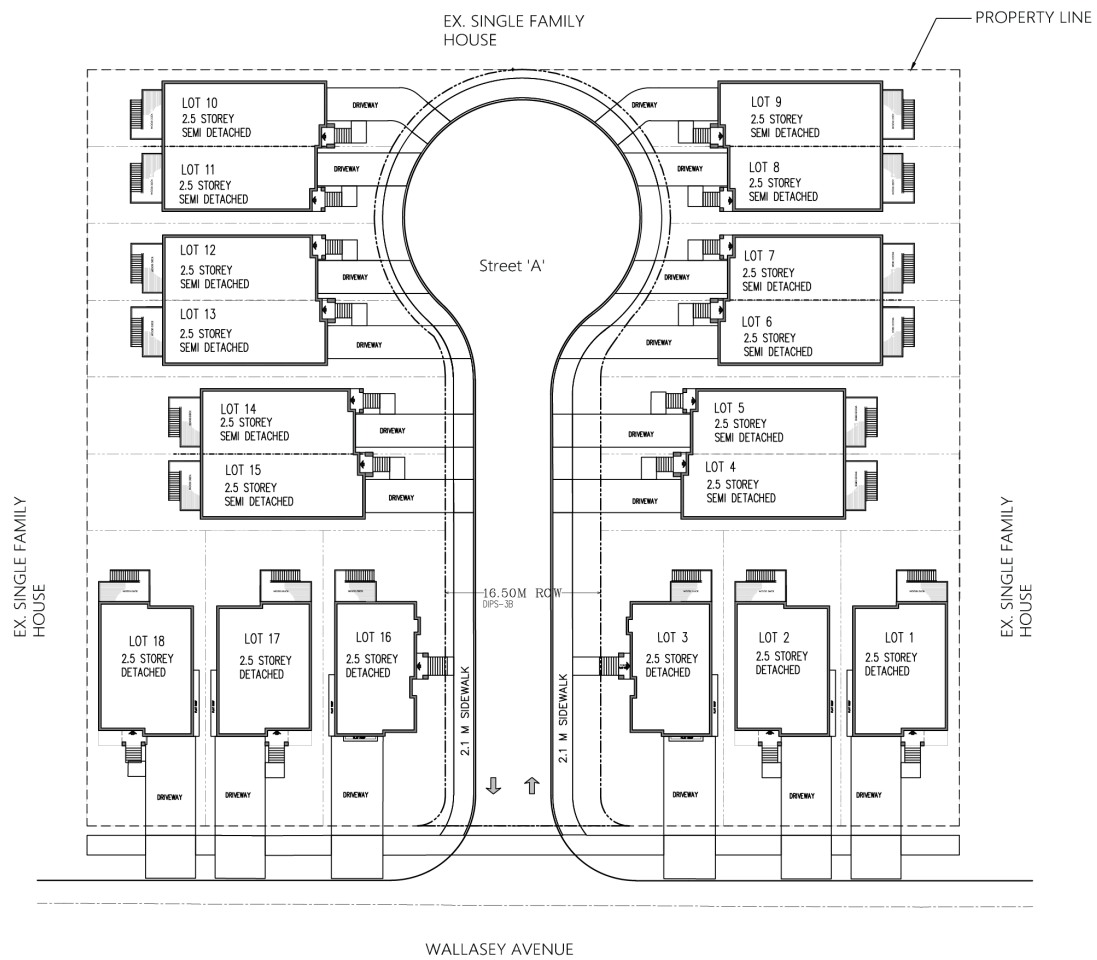 EX. SINGLE FAMILY
HOUSE
PROPERTY LINE
LOT 10
2.5 STOREY
SEMI DETACHED
DRIVEWAY
DRIVEWAY
LOT 9
2.5 STOREY
SEMI DETACHED
LOT 11
2.5 STOREY
SEMI DETACHED
DRIVEWAY
DRIVEWAY
LOT 8
2.5 STOREY
SEMI DETACHED
LOT 12
2.5 STOREY
SEMI DETACHED
DRIVEWAY
Street 'A'
DRIVEWAY
LOT 7
2.5 STOREY
SEMI DETACHED
LOT 13
2.5 STOREY
SEMI DETACHED
DRIVEWAY
DRIVEWAY
LOT 6
2.5 STOREY
SEMI DETACHED
LOT 14
2.5 STOREY
SEMI DETACHED
DRIVEWAY
DRIVEWAY
LOT 5
2.5 STOREY
SEMI DETACHED
LOT 15
2.5 STOREY
SEMI DETACHED
DRIVEWAY
DRIVEWAY
LOT 4
2.5 STOREY
SEMI DETACHED
EX. SINGLE FAMILY
HOUSE
EX. SINGLE FAMILY
HOUSE
16.50M ROW
DIPS-3B
LOT 18
2.5 STOREY
DETACHED
LOT 17
2.5 STOREY
DETACHED
LOT 16
2.5 STOREY
DETACHED
LOT 3
2.5 STOREY
DETACHED
LOT 2
2.5 STOREY
DETACHED
LOT 1
2.5 STOREY
DETACHED
2.1 M SIDEWALK
2.1 M SIDEWALK
DRIVEWAY
DRIVEWAY
DRIVEWAY
DRIVEWAY
DRIVEWAY
DRIVEWAY
WALLASEY AVENUE